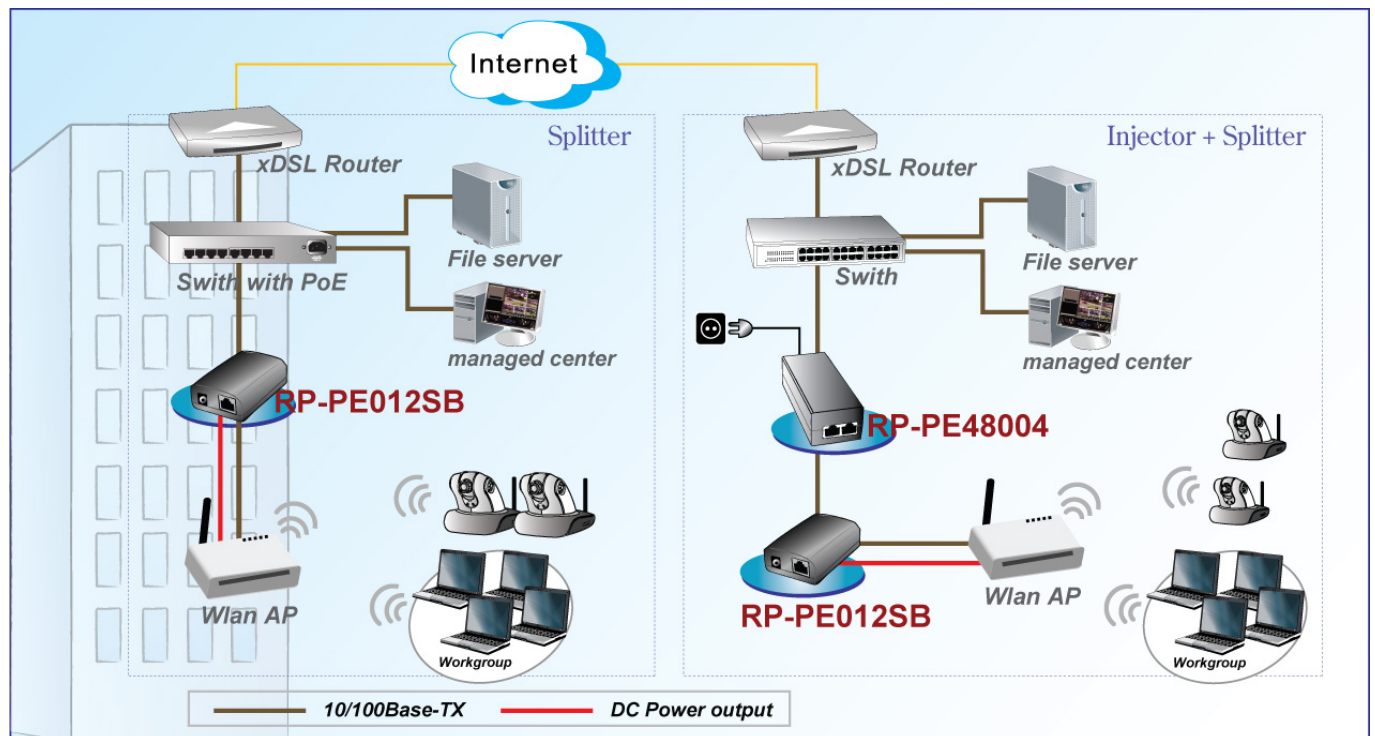 Internet
Splitter
xDSL Router
File server
Swith with PoE
managed center
RP-PE012SB
Wlan AP
Workgroup
Injector + Splitter
xDSL Router
File server
Swith
managed center
RP-PE48004
RP-PE012SB
Wlan AP
Workgroup
10/100Base-TX
DC Power output